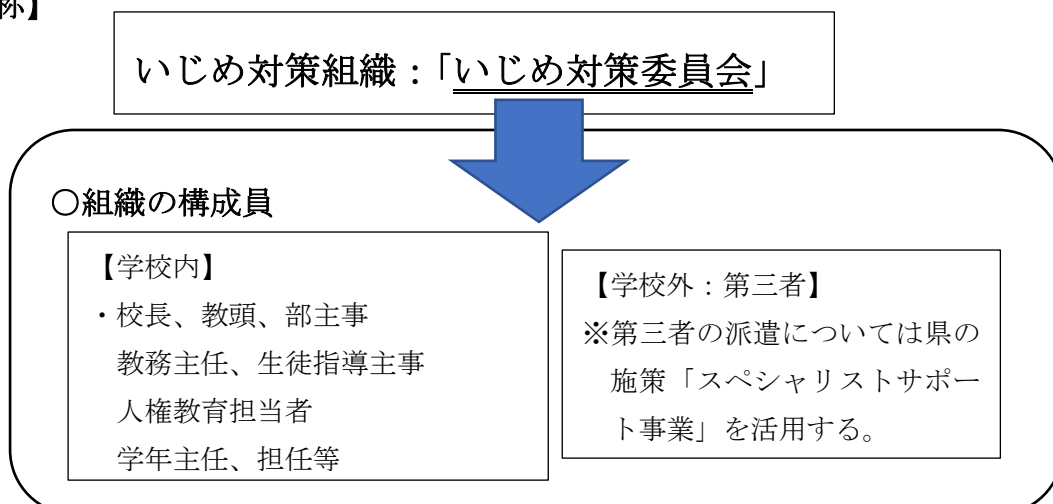 称】
いじめ対策組織：「いじめ対策委員会」
○組織の構成員
【学校内】
・校長、教頭、部主事
教務主任、生徒指導主事
人権教育担当者
学年主任、担任等
【学校外：第三者】
※第三者の派遣については県の
施策「スペシャリストサポー
ト事業」を活用する。